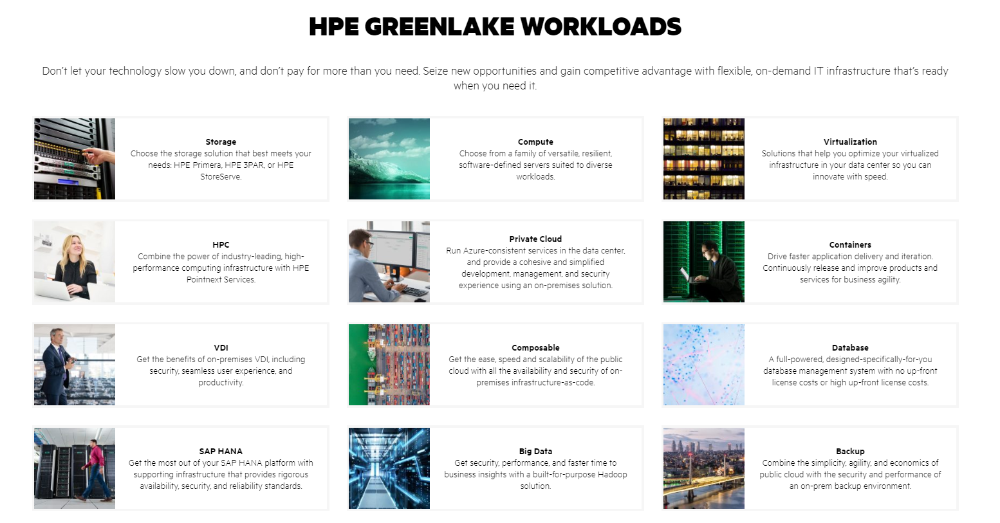 HPE GREENLAKE WORKLOADS
Don't let your technology slow you down, and don't pay for more than you need. Seize new opportunities and gain competitive advantage with flexible, on-demand IT infrastructure that's ready
when you need it.
Storage
Choose the storage solution that best meets your
needs: HPE Primera, HPE 3PAR, or HPE
StoreServe.
Compute
Choose from a family of versatile, resilient,
software-defined servers suited to diverse
workloads.
Virtualization
Solutions that help you optimize your virtualized
infrastructure in your data center so you can
innovate with speed.
HPC
Combine the power of industry-leading, high-
performance computing infrastructure with HPE
Pointnext Services.
Private Cloud
Run Azure-consistent services in the data center,
and provide a cohesive and simplified
development, management, and security
experience using an on-premises solution.
Containers
Drive faster application delivery and iteration.
Continuously release and improve products and
services for business agility.
VDI
Get the benefits of on-premises VDI, including
security, seamless user experience, and
productivity.
Composable
Get the ease, speed and scalability of the public
cloud with all the availability and security of on-
premises infrastructure-as-code.
Database
A full-powered, designed-specifically-for-you
database management system with no up-front
license costs or high up-front license costs.
SAP HANA
Get the most out of your SAP HANA platform with
supporting infrastructure that provides rigorous
availability, security, and reliability standards.
Big Data
Get security, performance, and faster time to
business insights with a built-for-purpose Hadoop
solution.
Backup
Combine the simplicity, agility, and economics of
public cloud with the security and performance of
an on-prem backup environment.